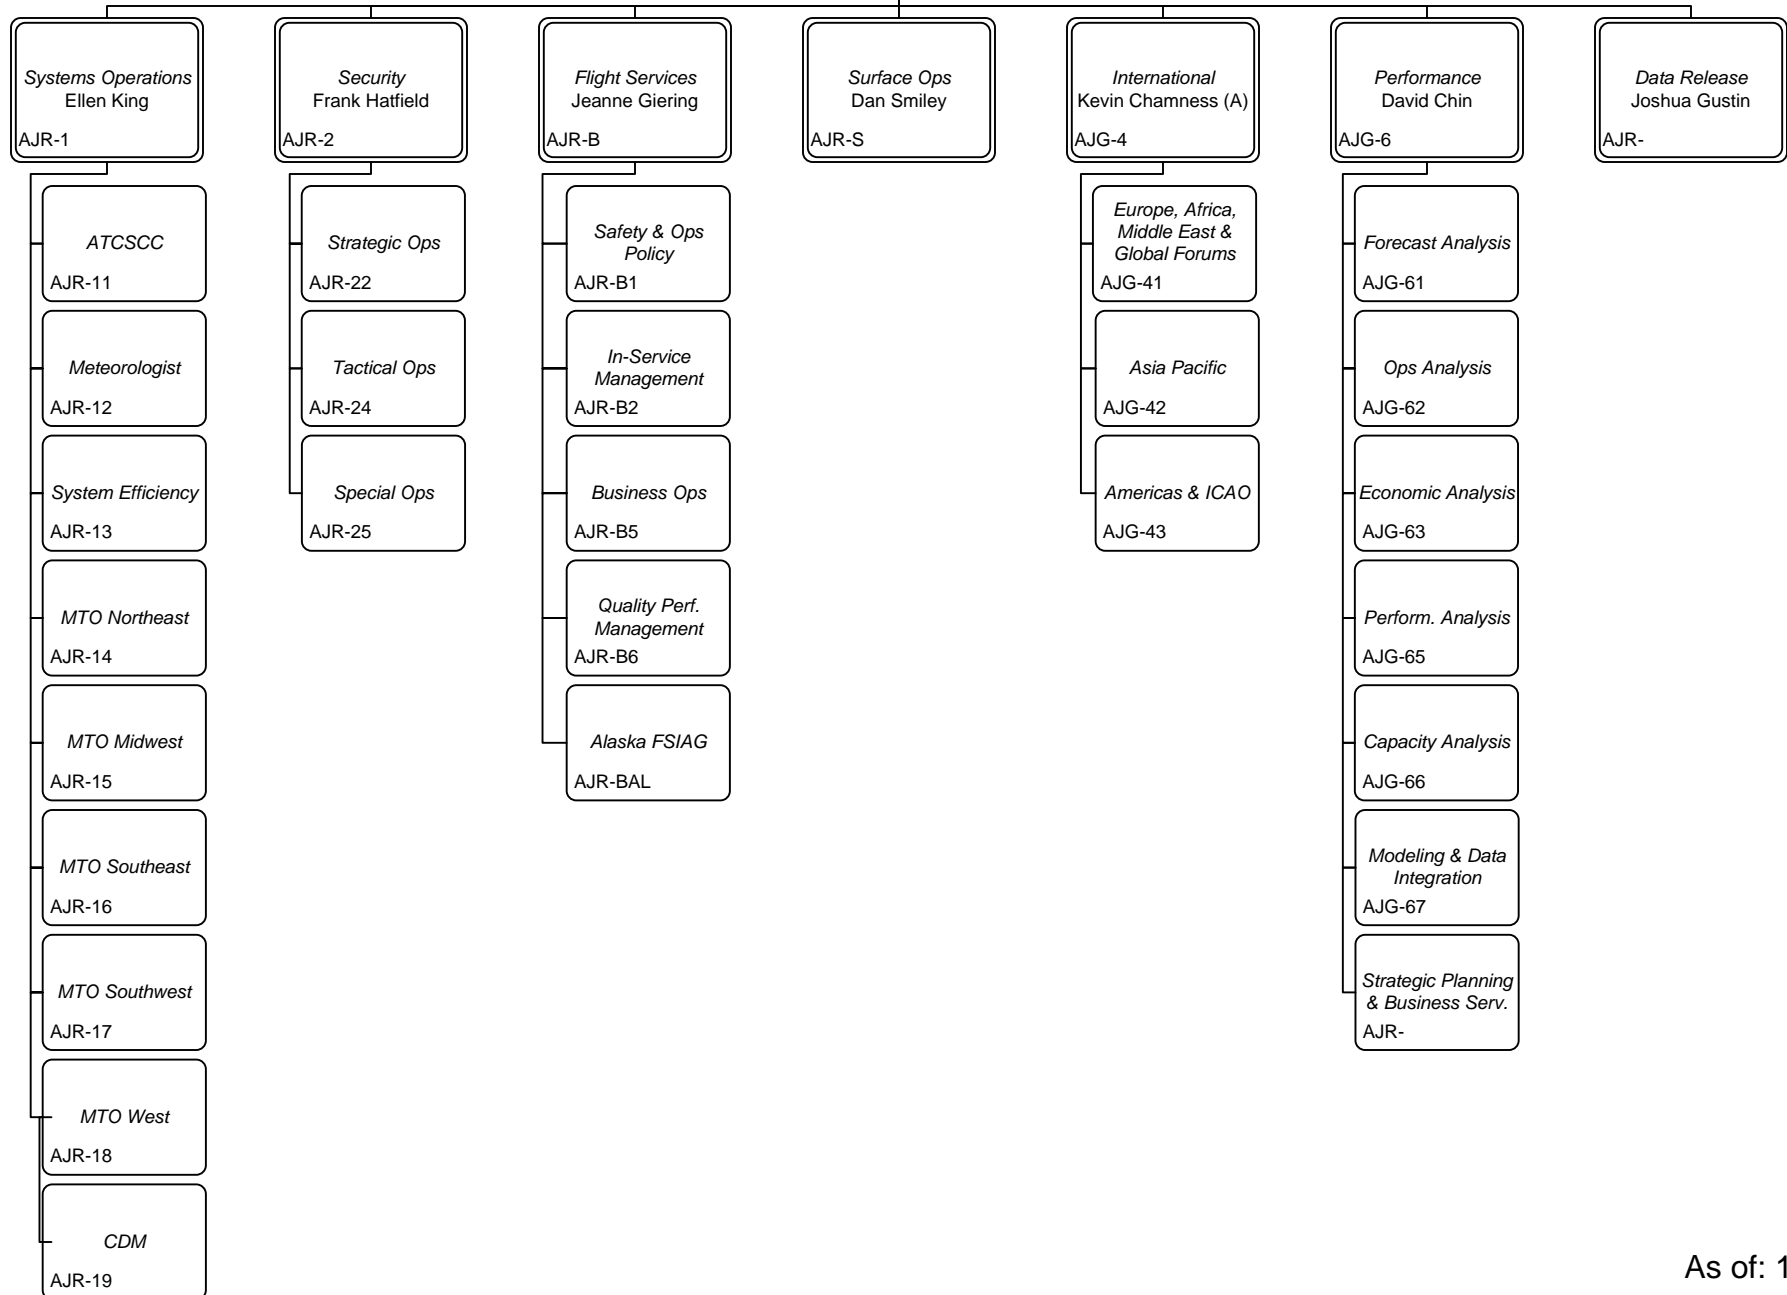 Systems Operations
Ellen King
AJR-1
Security
Frank Hatfield
AJR-2
Flight Services
Jeanne Giering
AJR-B
Surface Ops
Dan Smiley
AJR-S
International
Kevin Chamness (A)
AJG-4
Performance
David Chin
AJG-6
Data Release
Joshua Gustin
AJR-
ATCSCC
AJR-11
Meteorologist
AJR-12
System Efficiency
AJR-13
MTO Northeast
AJR-14
MTO Midwest
AJR-15
MTO Southeast
AJR-16
MTO Southwest
AJR-17
MTO West
AJR-18
CDM
AJR-19
Strategic Ops
AJR-22
Tactical Ops
AJR-24
Special Ops
AJR-25
Safety & Ops
Policy
AJR-B1
In-Service
Management
AJR-B2
Business Ops
AJR-B5
Quality Perf.
Management
AJR-B6
Alaska FSIAG
AJR-BAL
Europe, Africa,
Middle East &
Global Forums
AJG-41
Asia Pacific
AJG-42
Americas & ICAO
AJG-43
Forecast Analysis
AJG-61
Ops Analysis
AJG-62
Economic Analysis
AJG-63
Perform. Analysis
AJG-65
Capacity Analysis
AJG-66
Modeling & Data
Integration
AJG-67
Strategic Planning
& Business Serv.
AJR-
As of: 1